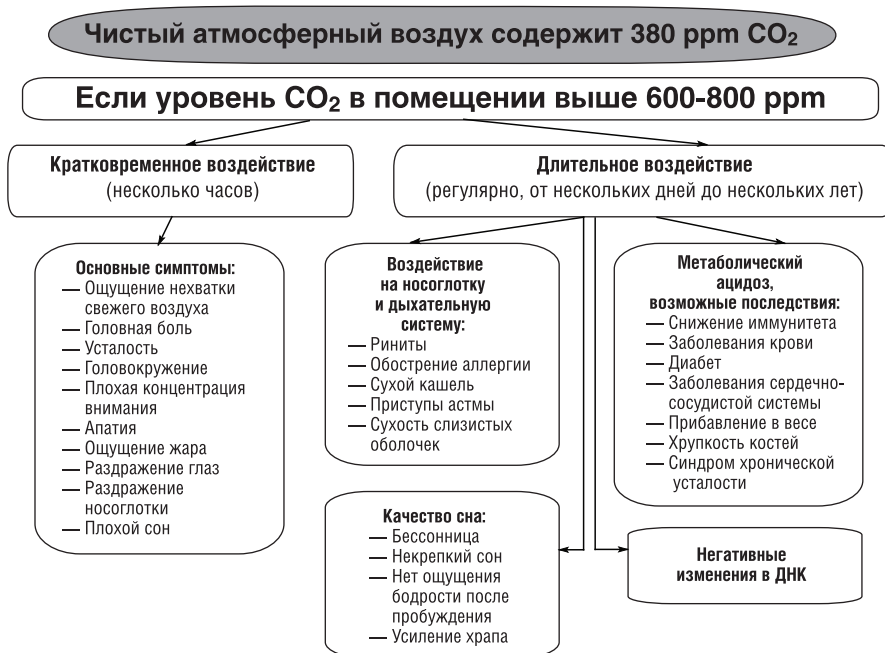 Чистый атмосферный воздух содержит 380 ppm CO₂
Если уровень CO₂ в помещении выше 600-800 ppm
Кратковременное воздействие
(несколько часов)
Длительное воздействие
(регулярно, от нескольких дней до нескольких лет)
Основные симптомы:
— Ощущение нехватки
свежего воздуха
— Головная боль
— Усталость
— Головокружение
— Плохая концентрация
внимания
— Апатия
— Ощущение жара
— Раздражение глаз
— Раздражение
носоглотки
— Плохой сон
Воздействие
на носоглотку
и дыхательную
систему:
— Риниты
— Обострение аллергии
— Сухой кашель
— Приступы астмы
— Сухость слизистых
оболочек
Метаболический
ацидоз,
возможные последствия:
— Снижение иммунитета
— Заболевания крови
— Диабет
— Заболевания сердечно-
сосудистой системы
— Прибавление в весе
— Хрупкость костей
— Синдром хронической
усталости
Качество сна:
— Бессонница
— Некрепкий сон
— Нет ощущения
бодрости после
пробуждения
— Усиление храпа
Негативные
изменения в ДНК